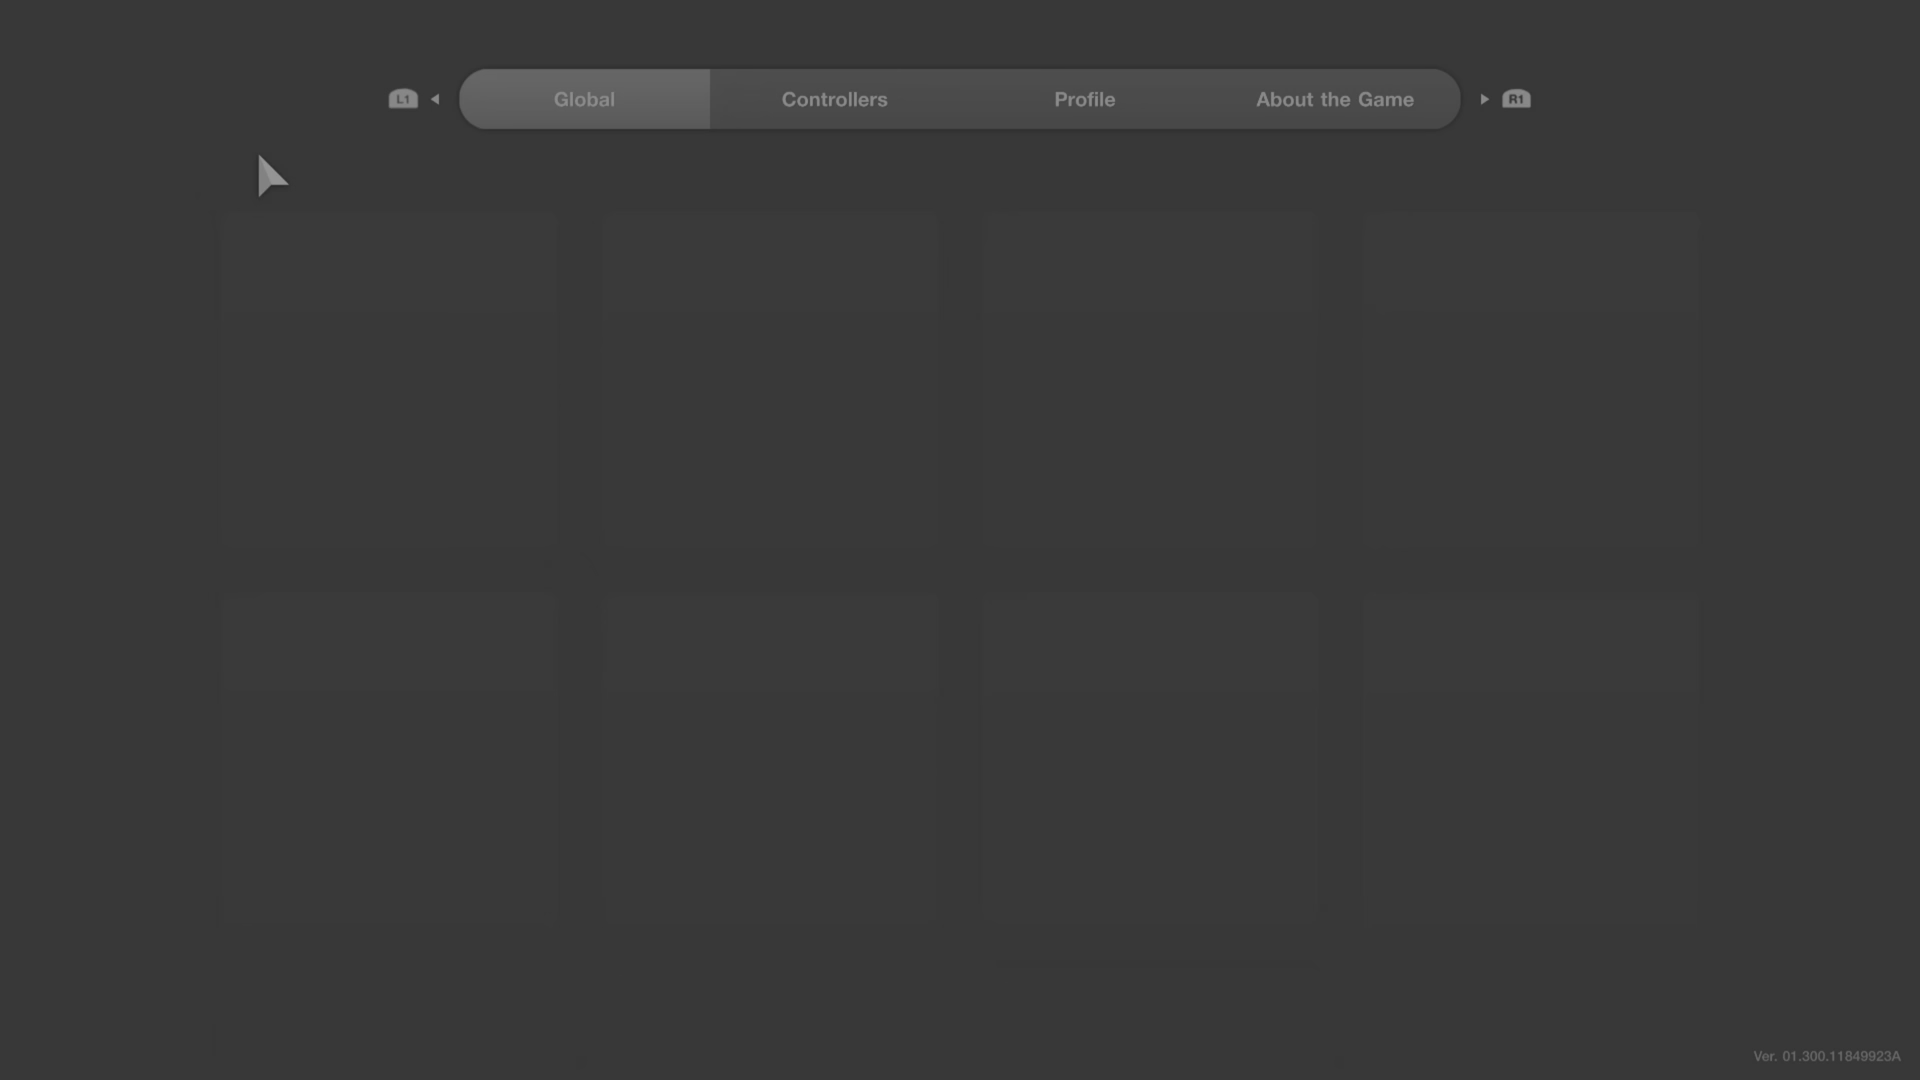 L1 Global Controllers Profile About the Game R1
Ver. 01.300.11849923A